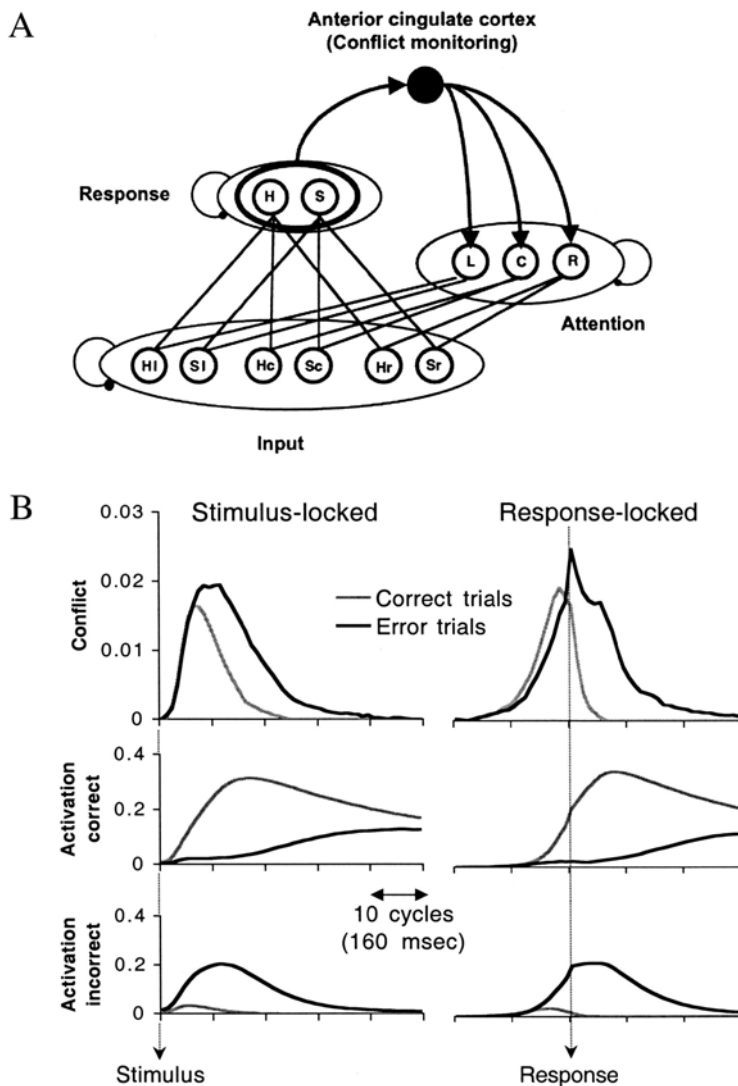 A
Anterior cingulate cortex
(Conflict monitoring)
Response
H S
L C R
Attention
Hl Sl Hc Sc Hr Sr
Input
B
Stimulus-locked
Response-locked
Conflict
0.03
0.02
0.01
0
Correct trials
Error trials
Activation
correct
0.4
0.2
0
10 cycles
(160 msec)
Activation
incorrect
0.4
0.2
0
Stimulus
Response